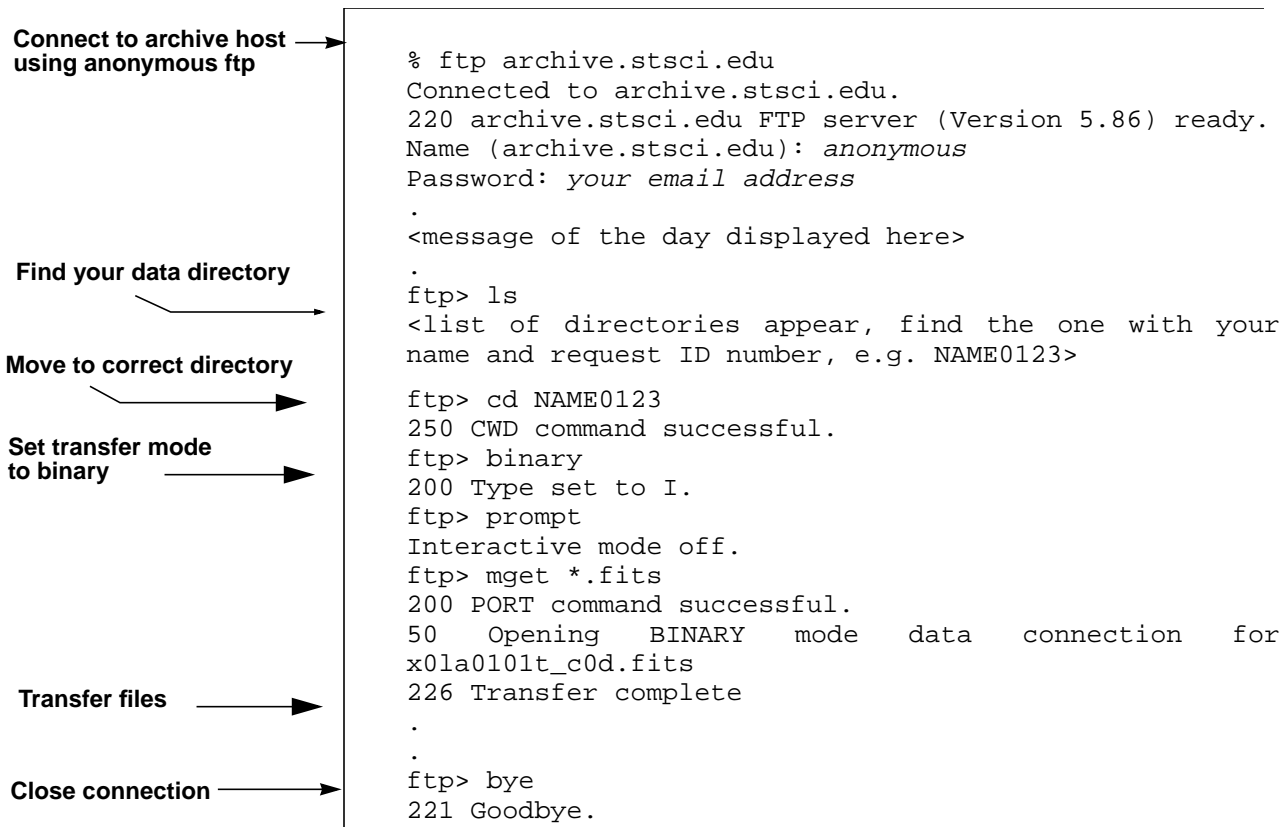 Connect to archive host
using anonymous ftp
% ftp archive.stsci.edu
Connected to archive.stsci.edu.
220 archive.stsci.edu FTP server (Version 5.86) ready.
Name (archive.stsci.edu): anonymous
Password: your email address
.
<message of the day displayed here>
.
Find your data directory
ftp> ls
<list of directories appear, find the one with your
name and request ID number, e.g. NAME0123>
Move to correct directory
ftp> cd NAME0123
250 CWD command successful.
Set transfer mode
to binary
ftp> binary
200 Type set to I.
ftp> prompt
Interactive mode off.
ftp> mget *.fits
200 PORT command successful.
50 Opening BINARY mode data connection for
x0la0101t_c0d.fits
226 Transfer complete
Transfer files
.
.
Close connection
ftp> bye
221 Goodbye.